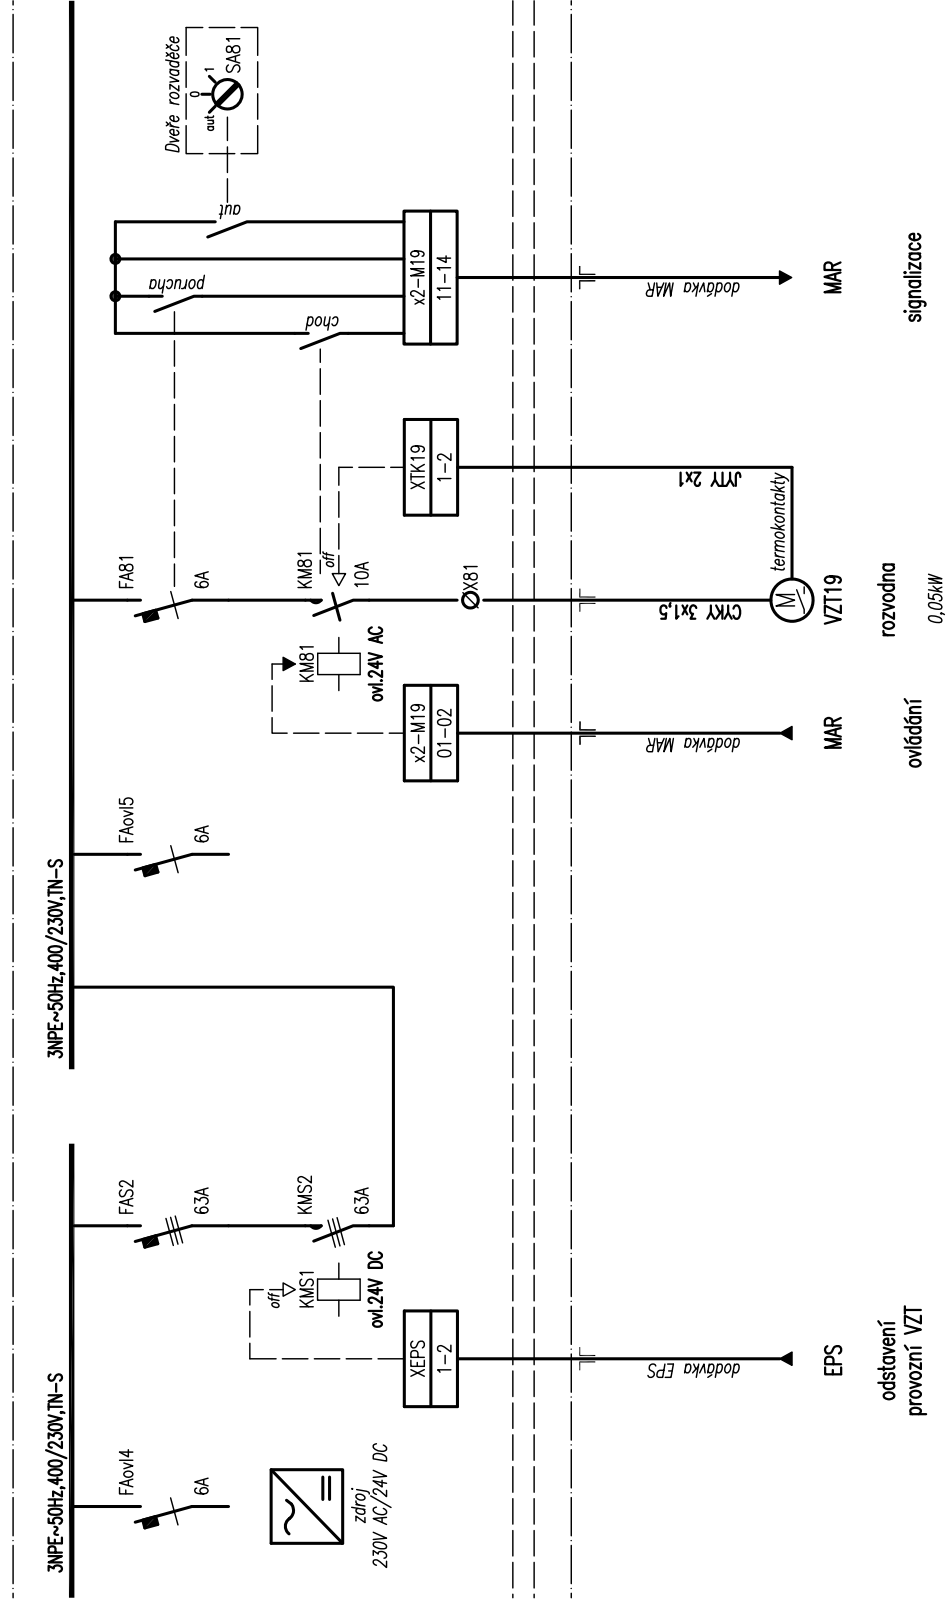 3NPE~50Hz,400/230V,TN-S
FAovl4
6A
zdroj
230V AC/24V DC
FAS2
63A
KMS2
63A
off
KMS1
ovl.24V DC
XEPS
1-2
dodávka EPS
EPS
odstavení
provozní VZT
3NPE~50Hz,400/230V,TN-S
FAovl5
6A
x2-M19
01-02
dodávka MAR
MAR
ovládání
FA81
6A
KM81
10A
off
KM81
ovl.24V AC
X81
CYKY 3x1,5
M
VZT19
rozvodna
0,05kW
XTK19
1-2
JYTY 2x1
termokontakty
chod
porucha
aut
x2-M19
11-14
dodávka MAR
MAR
signalizace
Dveře rozvaděče
aut
0
1
SA81